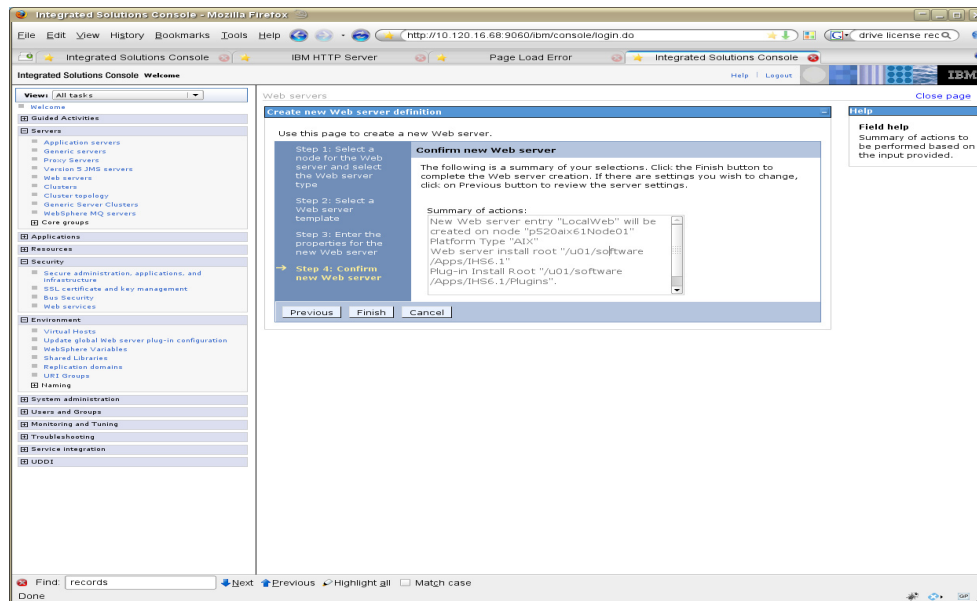 Integrated Solutions Console - Mozilla Firefox
File Edit View History Bookmarks Tools Help
http://10.120.16.68:9060/ibm/console/login.do
drive license rec
Integrated Solutions Console
IBM HTTP Server
Page Load Error
Integrated Solutions Console
Integrated Solutions Console Welcome
Help | Logout
IBM
View: All tasks
Welcome
Guided Activities
Servers
Application servers
Generic servers
Proxy Servers
Version 5 JMS servers
Web servers
Clusters
Cluster topology
Generic Server Clusters
WebSphere MQ servers
Core groups
Applications
Resources
Security
Secure administration, applications, and
infrastructure
SSL certificate and key management
Bus Security
Web services
Environment
Virtual Hosts
Update global Web server plug-in configuration
WebSphere Variables
Shared Libraries
Replication domains
URI Groups
Naming
System administration
Users and Groups
Monitoring and Tuning
Troubleshooting
Service integration
UDDI
Web servers
Close page
Create new Web server definition
Use this page to create a new Web server.
Step 1: Select a
node for the Web
server and select
the Web server
type
Step 2: Select a
Web server
template
Step 3: Enter the
properties for the
new Web server
Step 4: Confirm
new Web server
Confirm new Web server
The following is a summary of your selections. Click the Finish button to
complete the Web server creation. If there are settings you wish to change,
click on Previous button to review the server settings.
Summary of actions:
New Web server entry "LocalWeb" will be
created on node "p520aix61Node01"
Platform Type "AIX"
Web server install root "/u01/software
/Apps/IHS6.1"
Plug-in Install Root "/u01/software
/Apps/IHS6.1/Plugins".
Previous Finish Cancel
Help
Field help
Summary of actions to
be performed based on
the input provided.
Find: records Next Previous Highlight all Match case
Done
GP